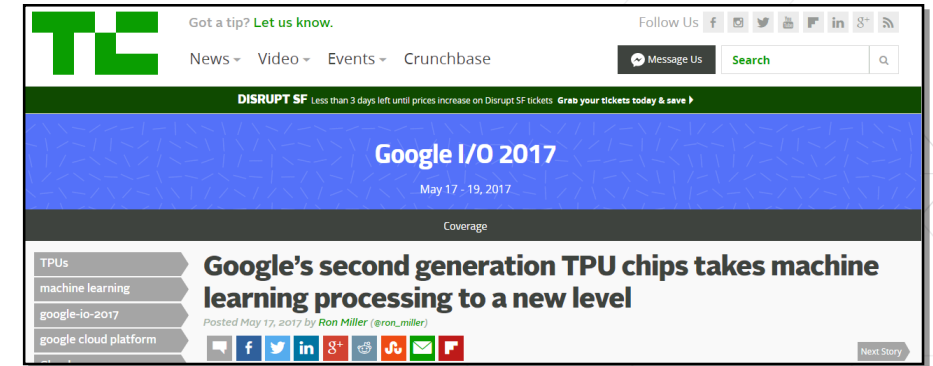 TC
Got a tip? Let us know.
Follow Us
News Video Events Crunchbase
Message Us
Search
DISRUPT SF Less than 3 days left until prices increase on Disrupt SF tickets Grab your tickets today & save
Google I/O 2017
May 17 - 19, 2017
Coverage
TPUs
machine learning
google-io-2017
google cloud platform
Google's second generation TPU chips takes machine
learning processing to a new level
Posted May 17, 2017 by Ron Miller (@ron_miller)
Next Story